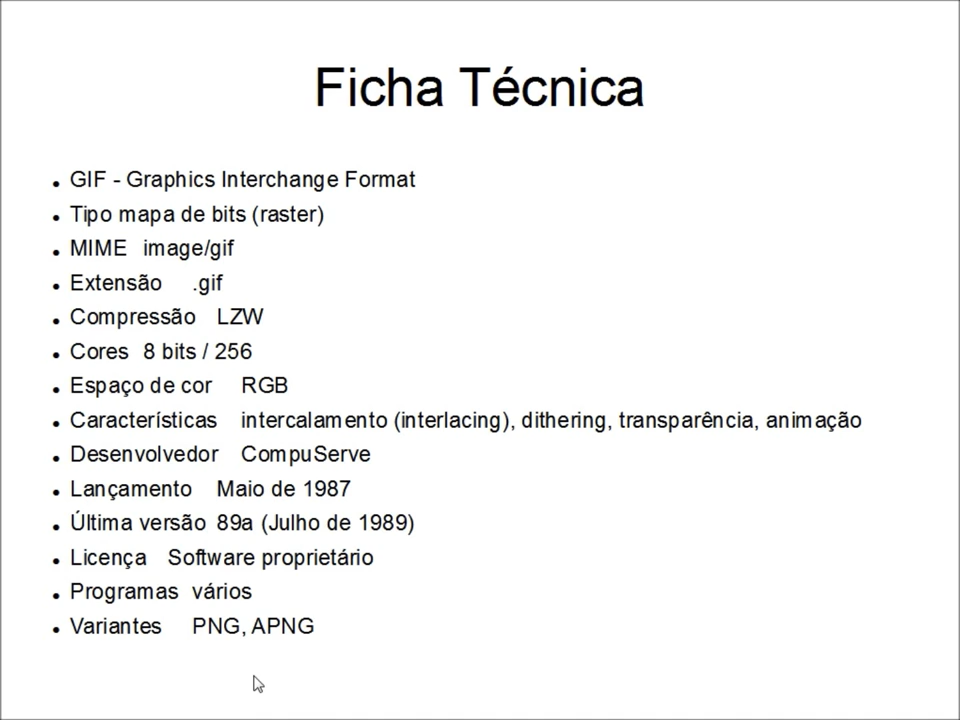 Ficha Técnica
GIF - Graphics Interchange Format
Tipo mapa de bits (raster)
MIME image/gif
Extensão .gif
Compressão LZW
Cores 8 bits / 256
Espaço de cor RGB
Características intercalamento (interlacing), dithering, transparência, animação
Desenvolvedor CompuServe
Lançamento Maio de 1987
Última versão 89a (Julho de 1989)
Licença Software proprietário
Programas vários
Variantes PNG, APNG